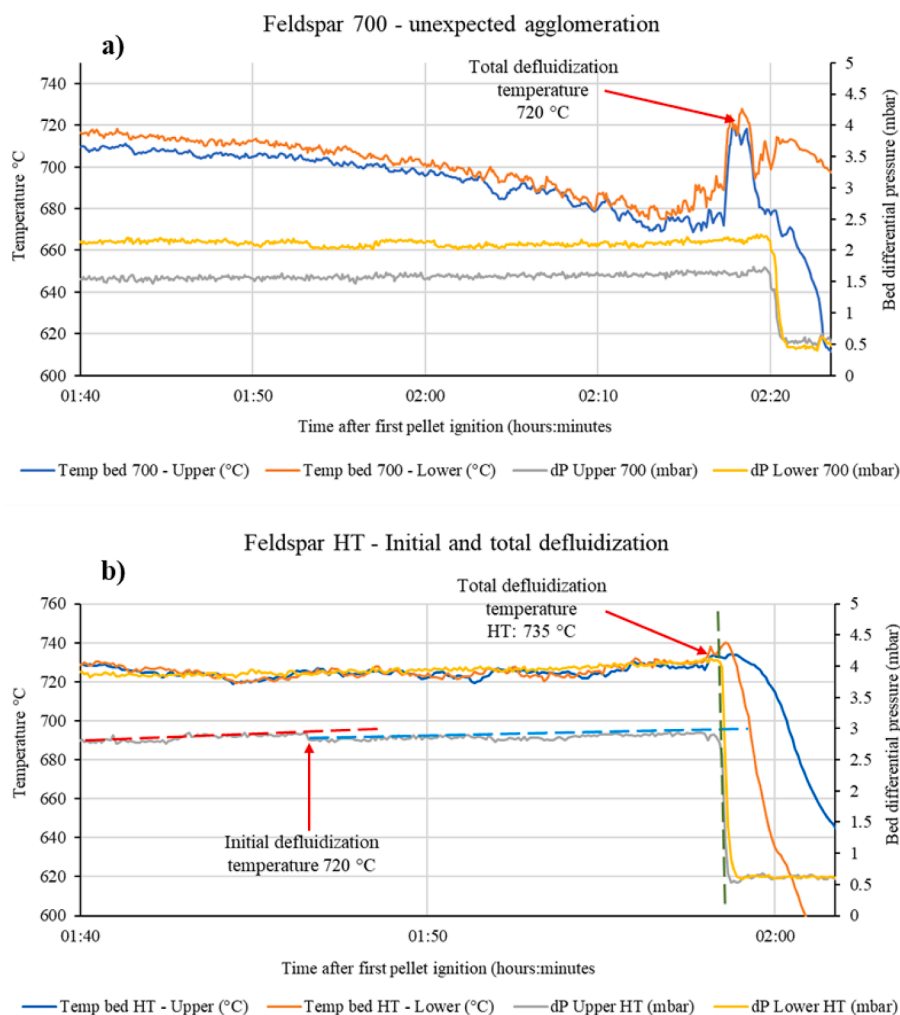 Feldspar 700 - unexpected agglomeration
a)
Total defluidization
temperature
720 °C
740
720
700
680
660
640
620
600
Temperature °C
5
4.5
4
3.5
3
2.5
2
1.5
1
0.5
0
Bed differential pressure (mbar)
01:40
01:50
02:00
02:10
02:20
Time after first pellet ignition (hours:minutes
Temp bed 700 - Upper (°C)
Temp bed 700 - Lower (°C)
dP Upper 700 (mbar)
dP Lower 700 (mbar)
Feldspar HT - Initial and total defluidization
b)
Total defluidization
temperature
HT: 735 °C
760
740
720
700
680
660
640
620
600
Temperature °C
5
4.5
4
3.5
3
2.5
2
1.5
1
0.5
0
Bed differential pressure (mbar)
Initial defluidization
temperature 720 °C
01:40
01:50
02:00
Time after first pellet ignition (hours:minutes
Temp bed HT - Upper (°C)
Temp bed HT - Lower (°C)
dP Upper HT (mbar)
dP Lower HT (mbar)